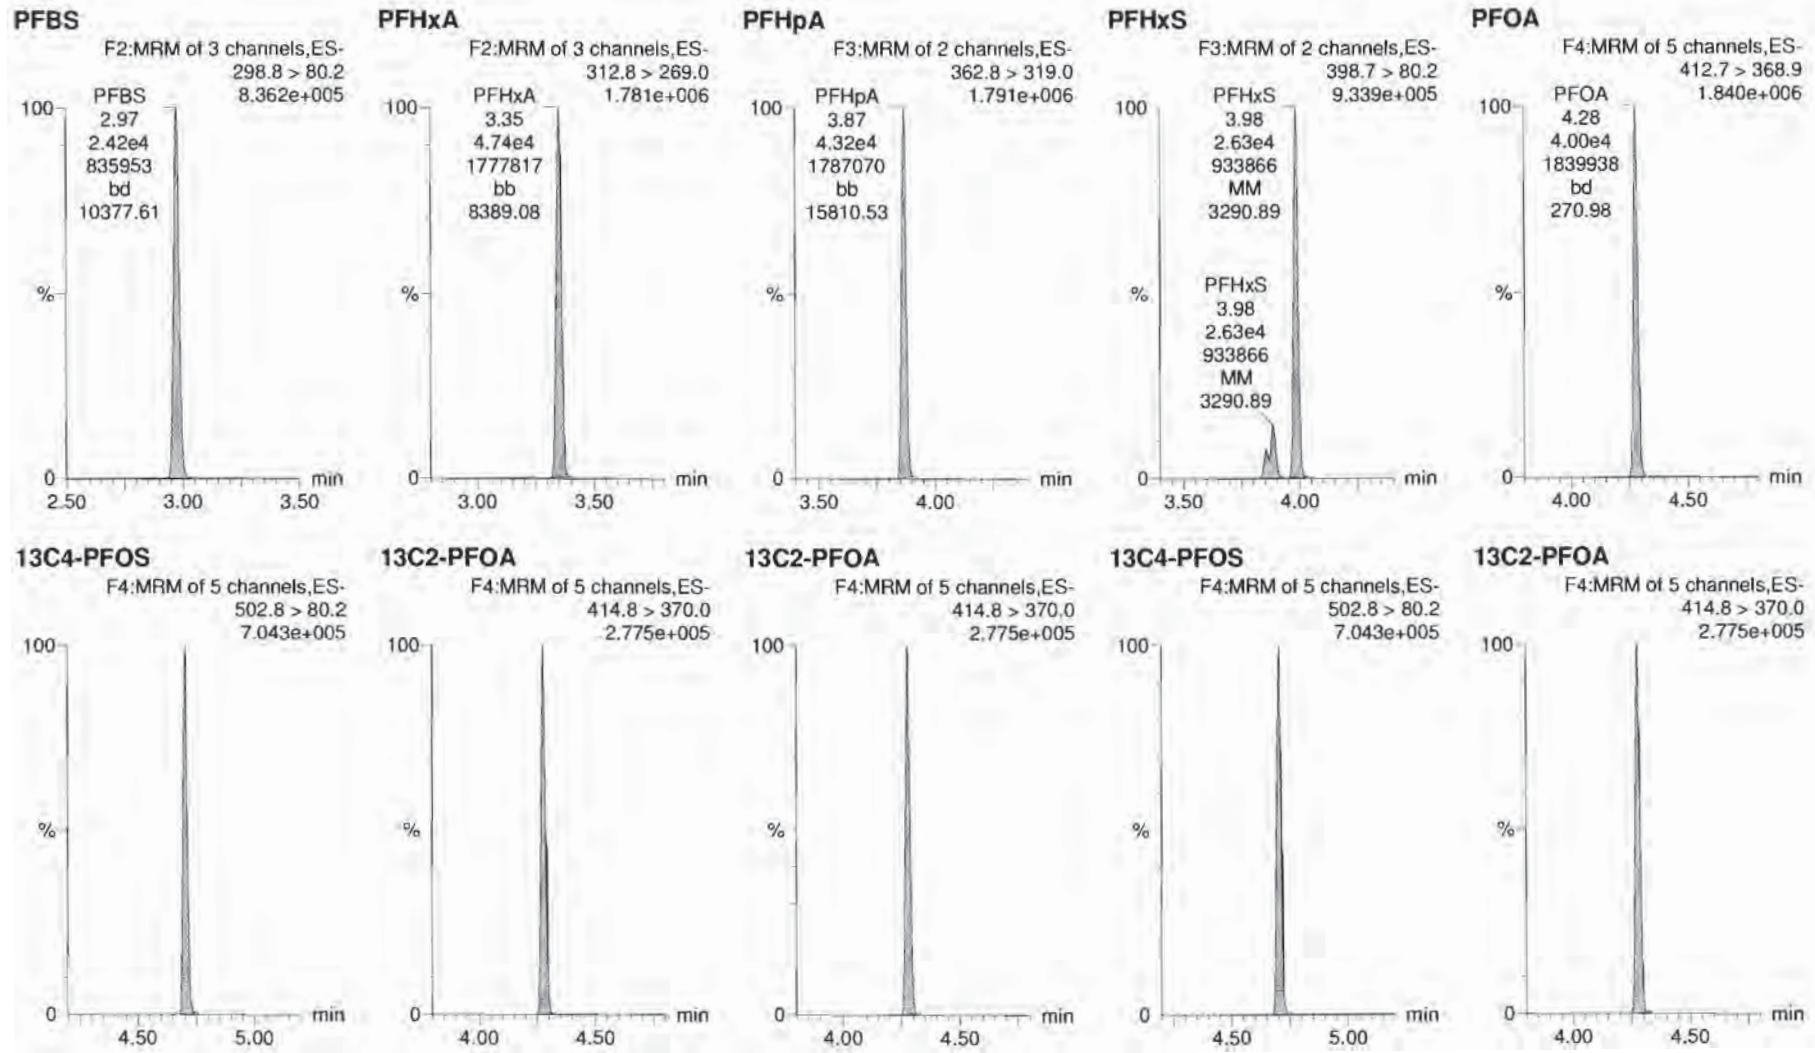 PFBS
F2:MRM of 3 channels,ES-
298.8 > 80.2
8.362e+005
100
PFBS
2.97
2.42e4
835953
bd
10377.61
%
0
min
2.50 3.00 3.50
PFHxA
F2:MRM of 3 channels,ES-
312.8 > 269.0
1.781e+006
100
PFHxA
3.35
4.74e4
1777817
bb
8389.08
%
0
min
3.00 3.50
PFHpA
F3:MRM of 2 channels,ES-
362.8 > 319.0
1.791e+006
100
PFHpA
3.87
4.32e4
1787070
bb
15810.53
%
0
min
3.50 4.00
PFHxS
F3:MRM of 2 channels,ES-
398.7 > 80.2
9.339e+005
100
PFHxS
3.98
2.63e4
933866
MM
3290.89
PFHxS
3.98
2.63e4
933866
MM
3290.89
%
0
min
3.50 4.00
PFOA
F4:MRM of 5 channels,ES-
412.7 > 368.9
1.840e+006
100
PFOA
4.28
4.00e4
1839938
bd
270.98
%
0
min
4.00 4.50
13C4-PFOS
F4:MRM of 5 channels,ES-
502.8 > 80.2
7.043e+005
100
%
0
min
4.50 5.00
13C2-PFOA
F4:MRM of 5 channels,ES-
414.8 > 370.0
2.775e+005
100
%
0
min
4.00 4.50
13C2-PFOA
F4:MRM of 5 channels,ES-
414.8 > 370.0
2.775e+005
100
%
0
min
4.00 4.50
13C4-PFOS
F4:MRM of 5 channels,ES-
502.8 > 80.2
7.043e+005
100
%
0
min
4.50 5.00
13C2-PFOA
F4:MRM of 5 channels,ES-
414.8 > 370.0
2.775e+005
100
%
0
min
4.00 4.50